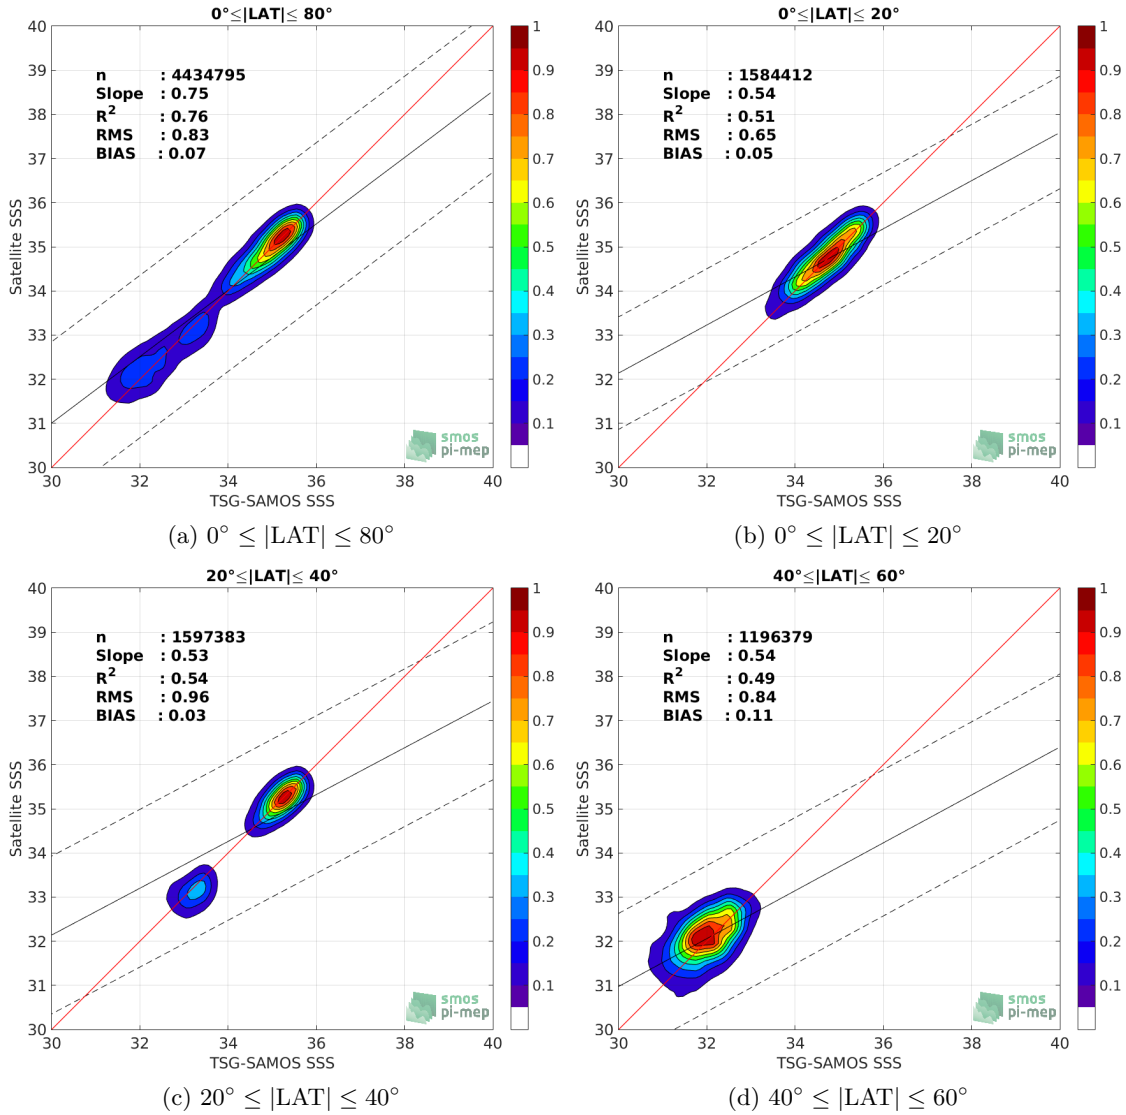 0°≤|LAT|≤ 80°
n : 4434795
Slope : 0.75
R² : 0.76
RMS : 0.83
BIAS : 0.07
40
39
38
37
36
35
34
33
32
31
30
Satellite SSS
30 32 34 36 38 40
TSG-SAMOS SSS
1
0.9
0.8
0.7
0.6
0.5
0.4
0.3
0.2
0.1
smos
pi-mep
(a) 0° ≤ |LAT| ≤ 80°
0°≤|LAT|≤ 20°
n : 1584412
Slope : 0.54
R² : 0.51
RMS : 0.65
BIAS : 0.05
40
39
38
37
36
35
34
33
32
31
30
Satellite SSS
30 32 34 36 38 40
TSG-SAMOS SSS
1
0.9
0.8
0.7
0.6
0.5
0.4
0.3
0.2
0.1
smos
pi-mep
(b) 0° ≤ |LAT| ≤ 20°
20°≤|LAT|≤ 40°
n : 1597383
Slope : 0.53
R² : 0.54
RMS : 0.96
BIAS : 0.03
40
39
38
37
36
35
34
33
32
31
30
Satellite SSS
30 32 34 36 38 40
TSG-SAMOS SSS
1
0.9
0.8
0.7
0.6
0.5
0.4
0.3
0.2
0.1
smos
pi-mep
(c) 20° ≤ |LAT| ≤ 40°
40°≤|LAT|≤ 60°
n : 1196379
Slope : 0.54
R² : 0.49
RMS : 0.84
BIAS : 0.11
40
39
38
37
36
35
34
33
32
31
30
Satellite SSS
30 32 34 36 38 40
TSG-SAMOS SSS
1
0.9
0.8
0.7
0.6
0.5
0.4
0.3
0.2
0.1
smos
pi-mep
(d) 40° ≤ |LAT| ≤ 60°